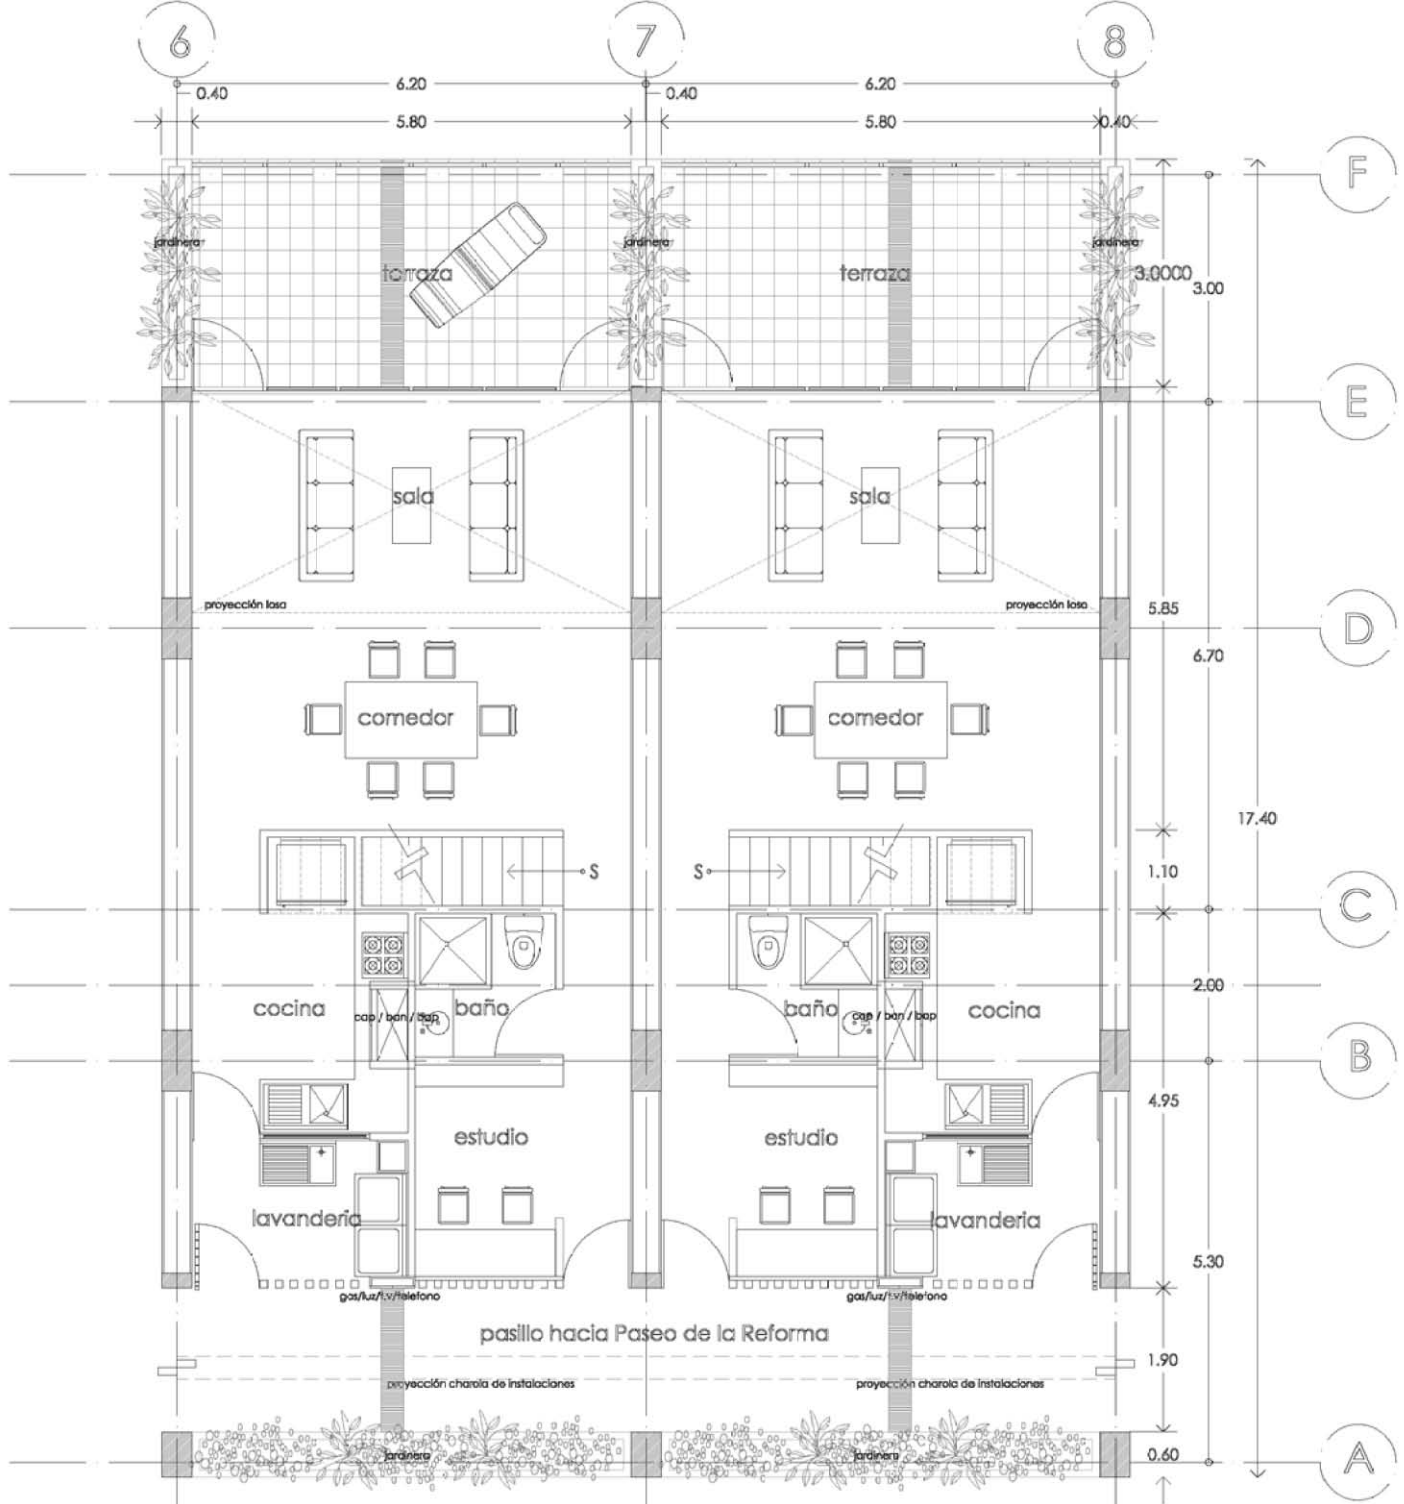 6 7 8
6.20 6.20
0.40 0.40
5.80 5.80 0.40
F
jardinera jardinera jardinera
terraza terraza 3.0000
3.00
E
sala sala
proyección losa proyección losa 5.85
D
6.70
comedor comedor
17.40
S S 1.10
C
2.00
cocina baño baño cocina
cap / ban / bap cap / ban / bap
B
4.95
estudio estudio
lavanderia lavanderia
5.30
gas/luz/t.v/telefono gas/luz/t.v/telefono
pasillo hacia Paseo de la Reforma
1.90
proyección charola de instalaciones proyección charola de instalaciones
jardinera jardinera 0.60
A